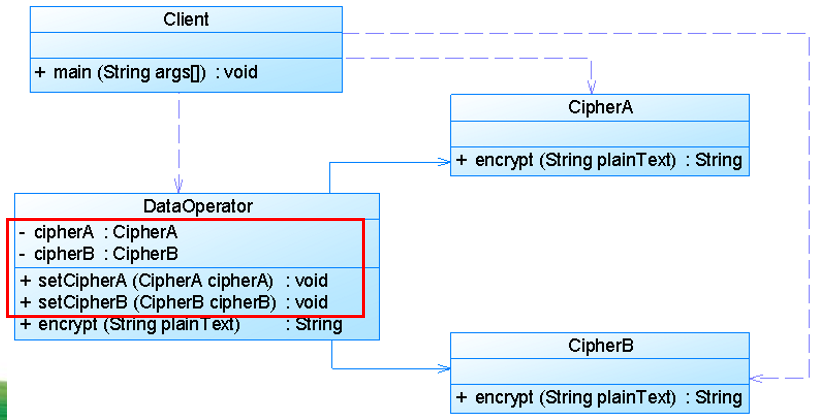 Client
+ main (String args[]) : void
CipherA
+ encrypt (String plainText) : String
DataOperator
- cipherA : CipherA
- cipherB : CipherB
+ setCipherA (CipherA cipherA) : void
+ setCipherB (CipherB cipherB) : void
+ encrypt (String plainText) : String
CipherB
+ encrypt (String plainText) : String